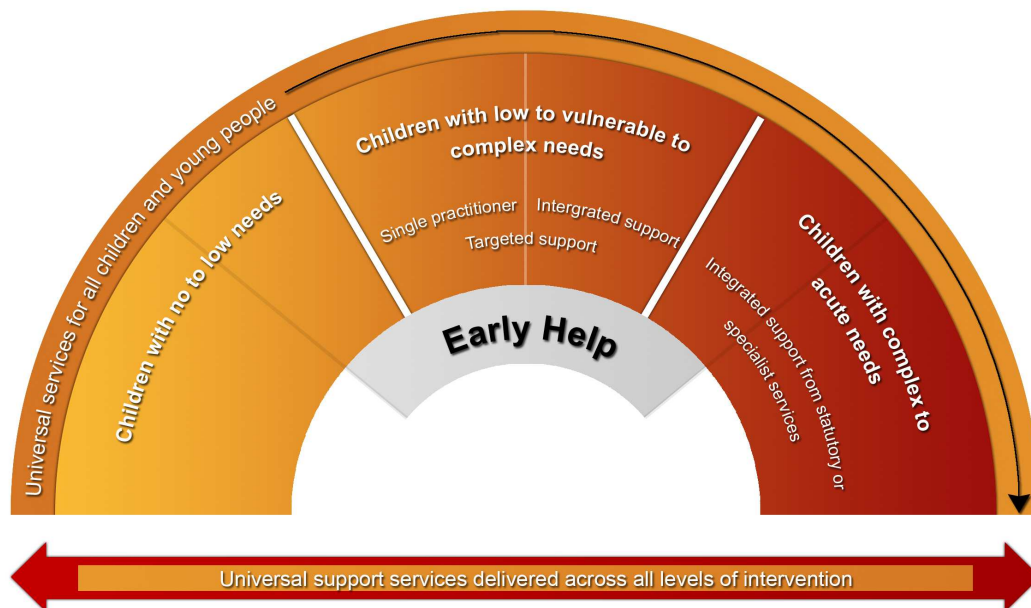 Universal services for all children and young people
Children with no to low needs
Children with low to vulnerable to
complex needs
Single practitioner
Intergrated support
Targeted support
Children with complex to
acute needs
Integrated support from statutory or
specialist services
Early Help
Universal support services delivered across all levels of intervention